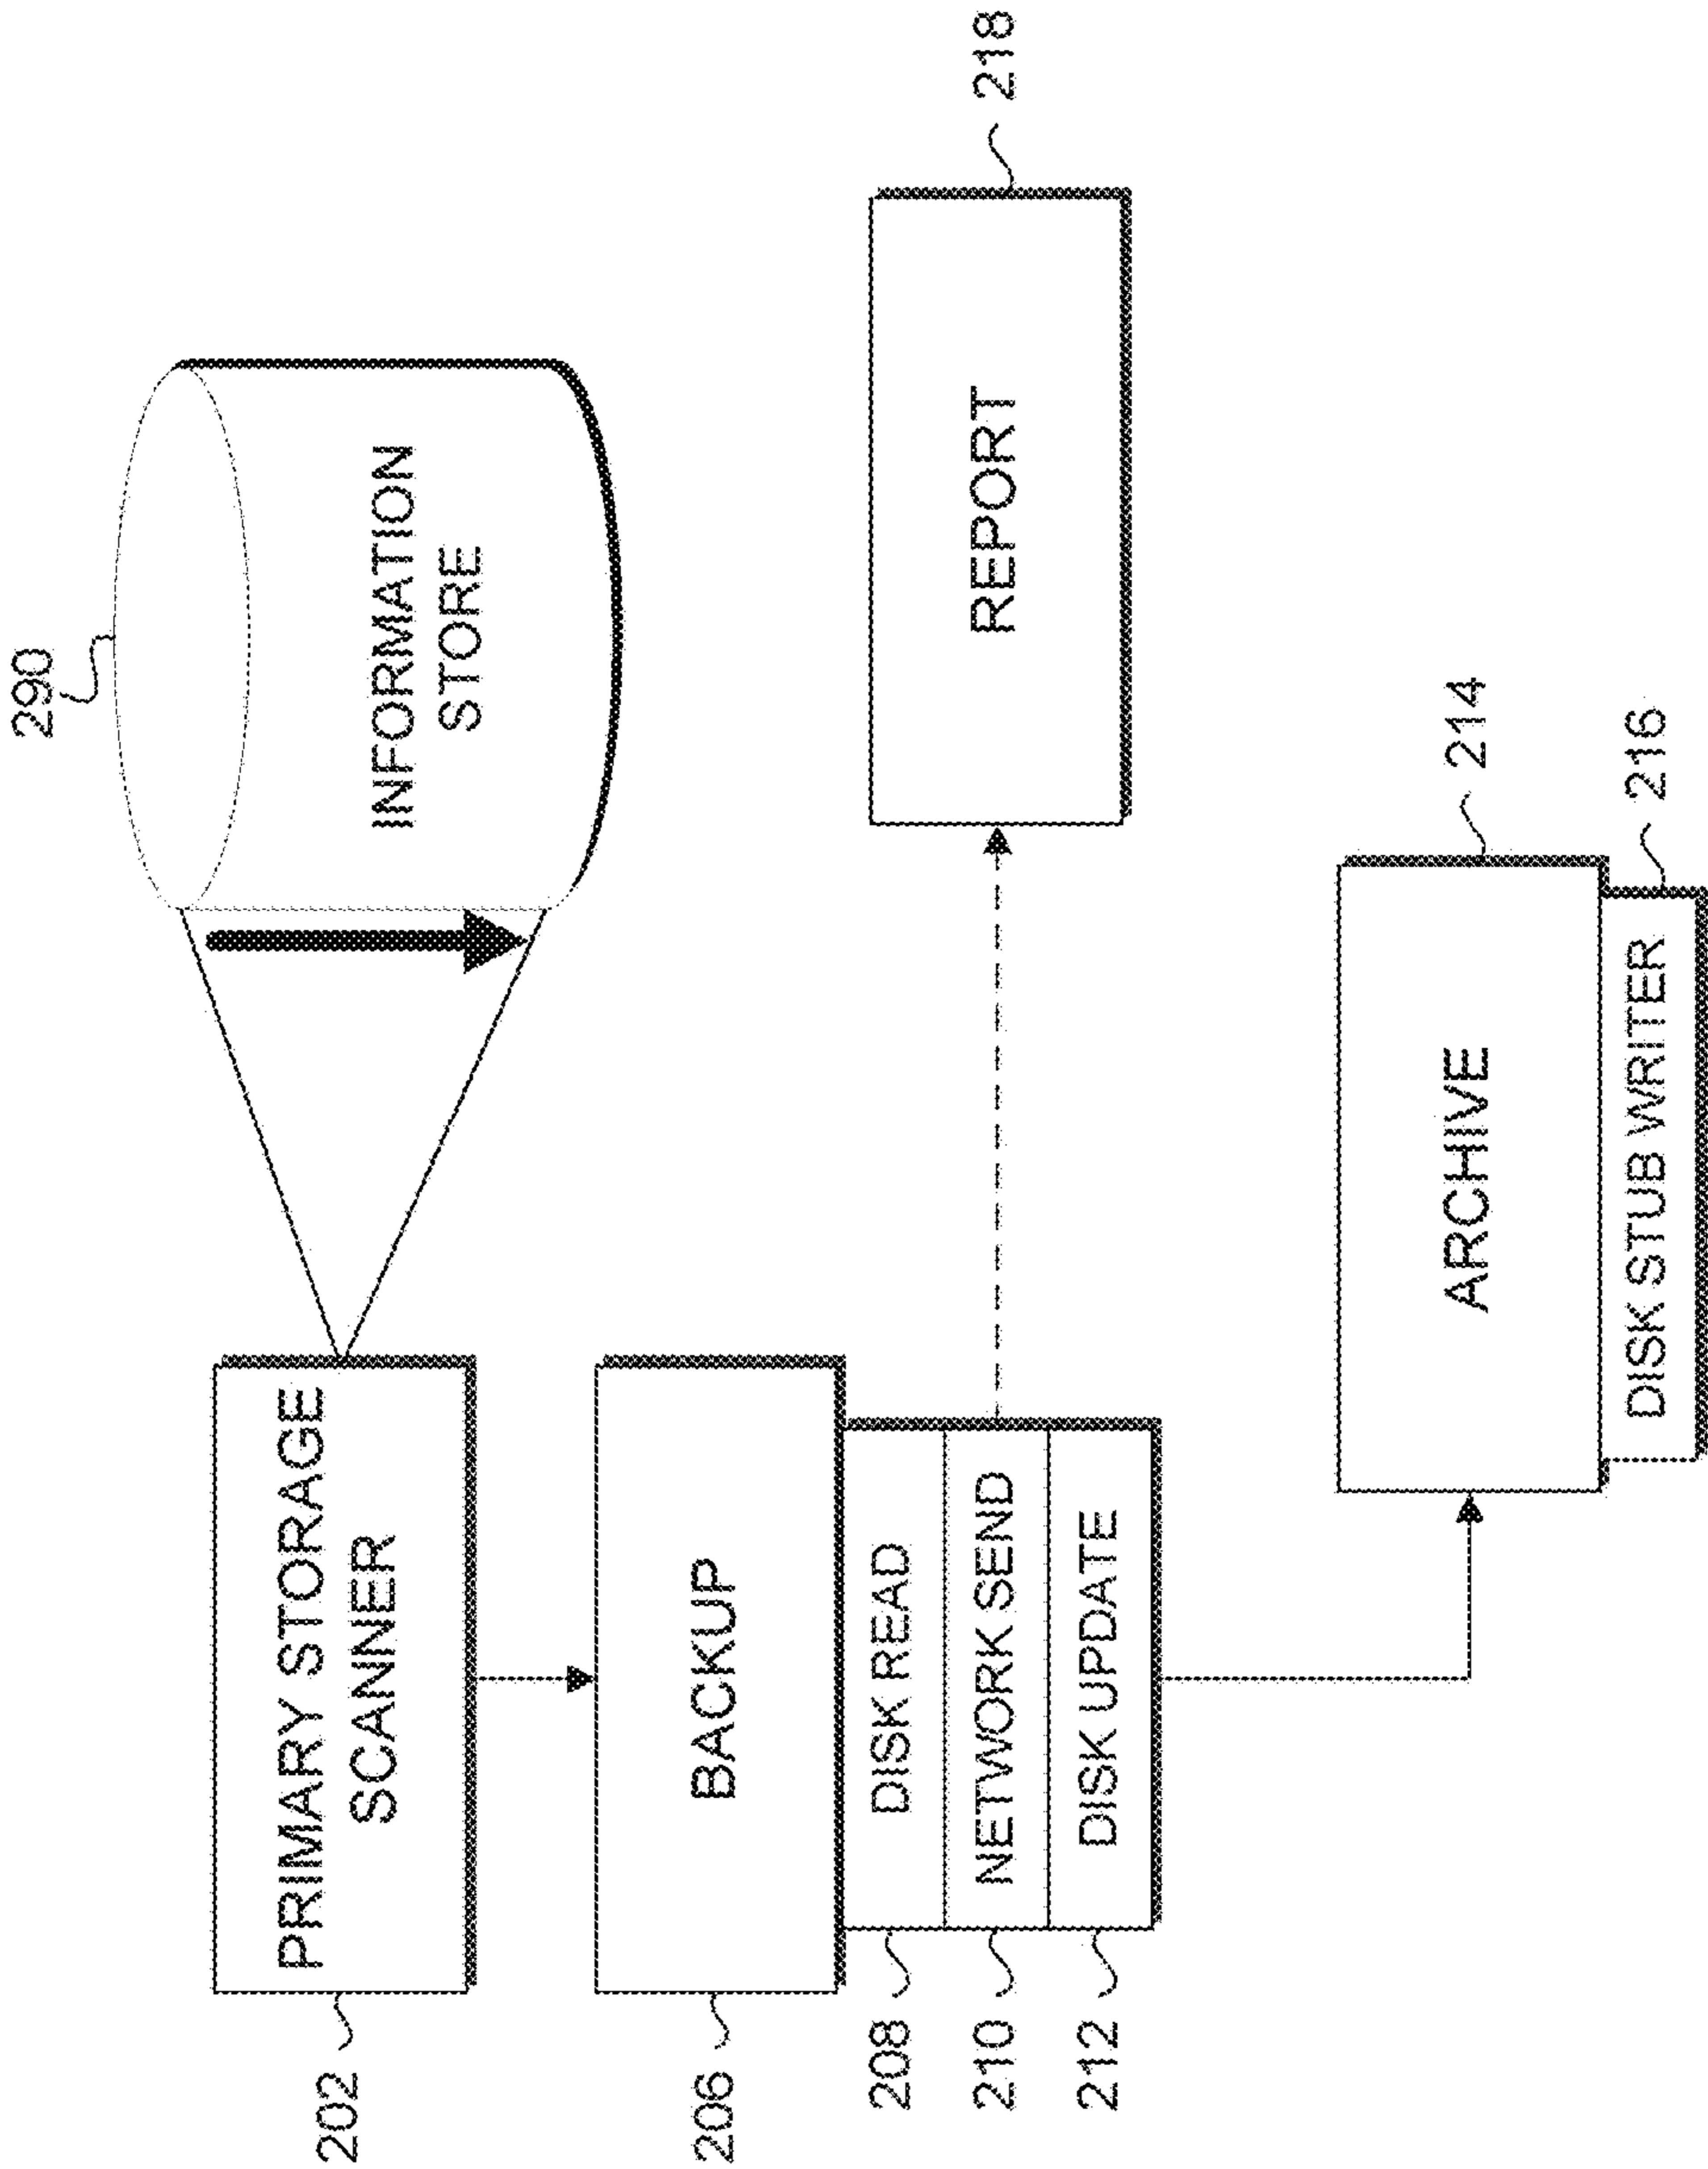 290
202
PRIMARY STORAGE
SCANNER
INFORMATION
STORE
206
BACKUP
208
DISK READ
210
NETWORK SEND
212
DISK UPDATE
REPORT
218
ARCHIVE
214
DISK STUB WRITER
216